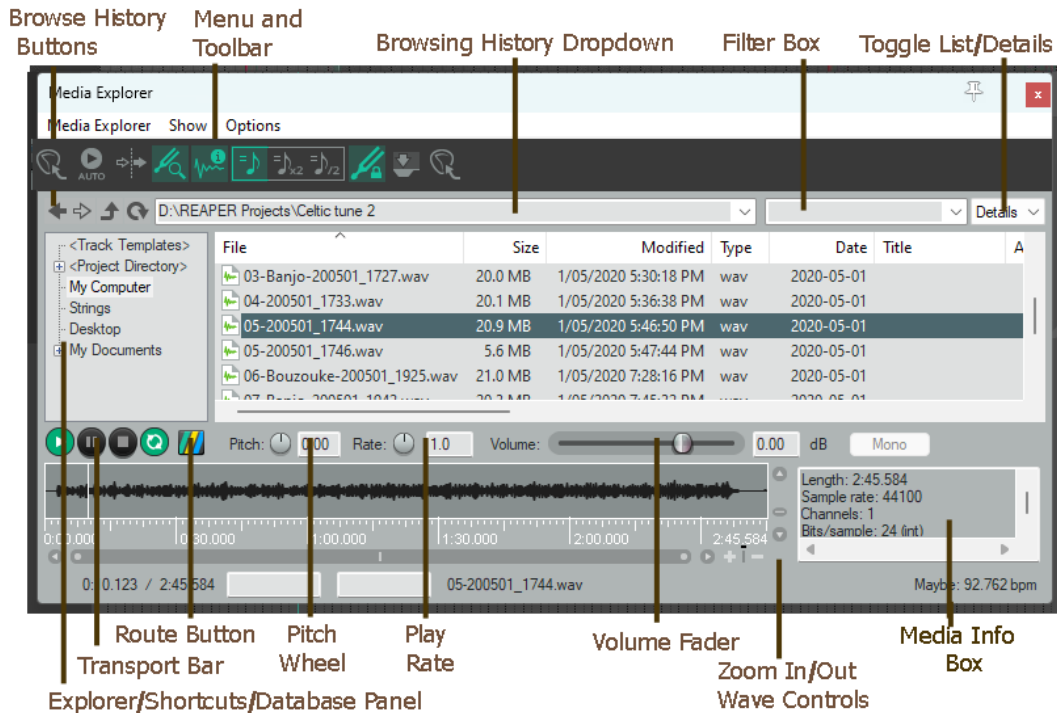 Browse History Buttons
Menu and Toolbar
Browsing History Dropdown
Filter Box
Toggle List/Details
Media Explorer
x
Media Explorer Show Options
AUTO
x2
/2
D:\REAPER Projects\Celtic tune 2
Details
<Track Templates>
<Project Directory>
My Computer
Strings
Desktop
My Documents
File Size Modified Type Date Title A
03-Banjo-200501_1727.wav 20.0 MB 1/05/2020 5:30:18 PM wav 2020-05-01
04-200501_1733.wav 20.1 MB 1/05/2020 5:36:38 PM wav 2020-05-01
05-200501_1744.wav 20.9 MB 1/05/2020 5:46:50 PM wav 2020-05-01
05-200501_1746.wav 5.6 MB 1/05/2020 5:47:44 PM wav 2020-05-01
06-Bouzouke-200501_1925.wav 21.0 MB 1/05/2020 7:28:16 PM wav 2020-05-01
Pitch: 0.00 Rate: 1.0 Volume: 0.00 dB Mono
0:00.000 0:30.000 1:00.000 1:30.000 2:00.000 2:45.584
Length: 2:45.584
Sample rate: 44100
Channels: 1
Bits/sample: 24 (int)
/ 2:45.584 05-200501_1744.wav Maybe: 92.762 bpm
Route Button
Transport Bar
Explorer/Shortcuts/Database Panel
Pitch Wheel
Play Rate
Volume Fader
Zoom In/Out Wave Controls
Media Info Box